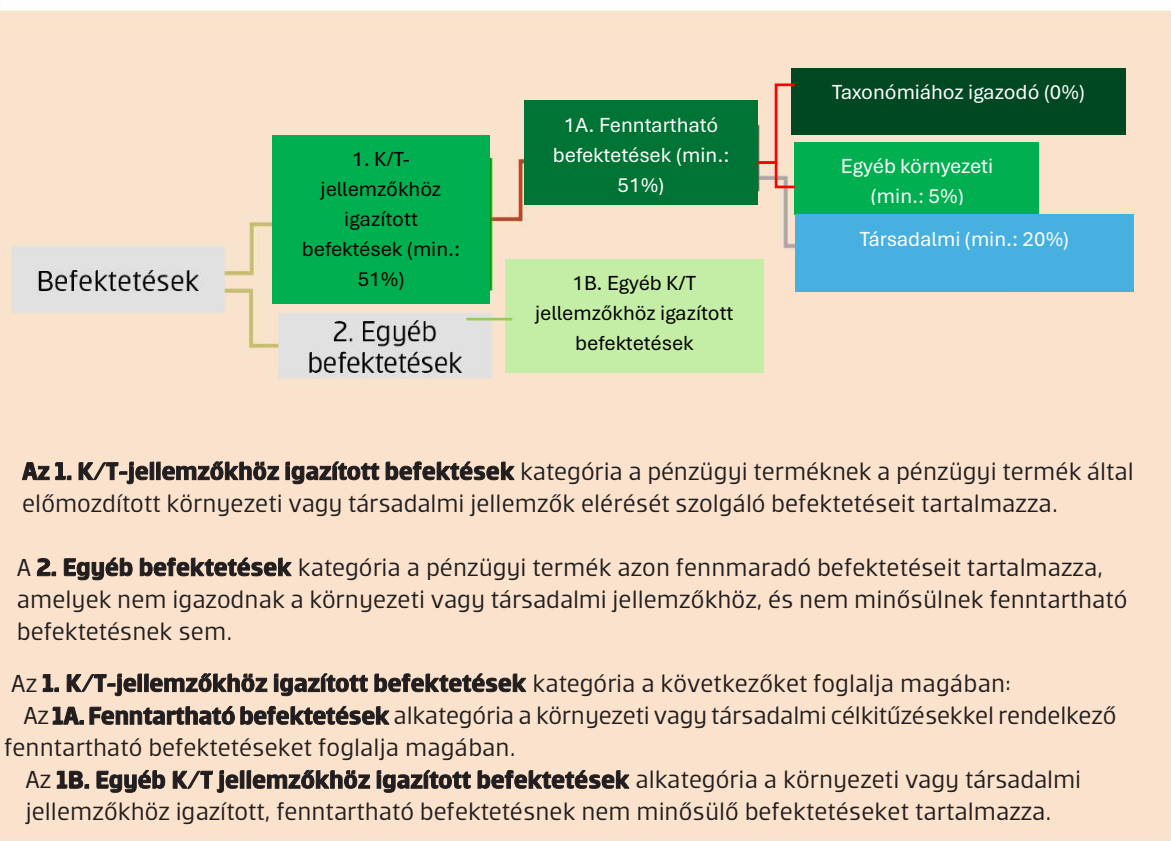 Befektetések
1. K/T-
jellemzőkhöz
igazított
befektések (min.:
51%)
2. Egyéb
befektetések
1A. Fenntartható
befektetések (min.:
51%)
1B. Egyéb K/T
jellemzőkhöz igazított
befektetések
Taxonómiához igazodó (0%)
Egyéb környezeti
(min.: 5%)
Társadalmi (min.: 20%)
Az 1. K/T-jellemzőkhöz igazított befektések kategória a pénzügyi terméknek a pénzügyi termék által
előmozdított környezeti vagy társadalmi jellemzők elérését szolgáló befektetéseit tartalmazza.
A 2. Egyéb befektetések kategória a pénzügyi termék azon fennmaradó befektetéseit tartalmazza,
amelyek nem igazodnak a környezeti vagy társadalmi jellemzőkhöz, és nem minősülnek fenntartható
befektetésnek sem.
Az 1. K/T-jellemzőkhöz igazított befektetések kategória a következőket foglalja magában:
Az 1A. Fenntartható befektetések alkategória a környezeti vagy társadalmi célkitűzésekkel rendelkező
fenntartható befektetéseket foglalja magában.
Az 1B. Egyéb K/T jellemzőkhöz igazított befektetések alkategória a környezeti vagy társadalmi
jellemzőkhöz igazított, fenntartható befektetésnek nem minősülő befektetéseket tartalmazza.